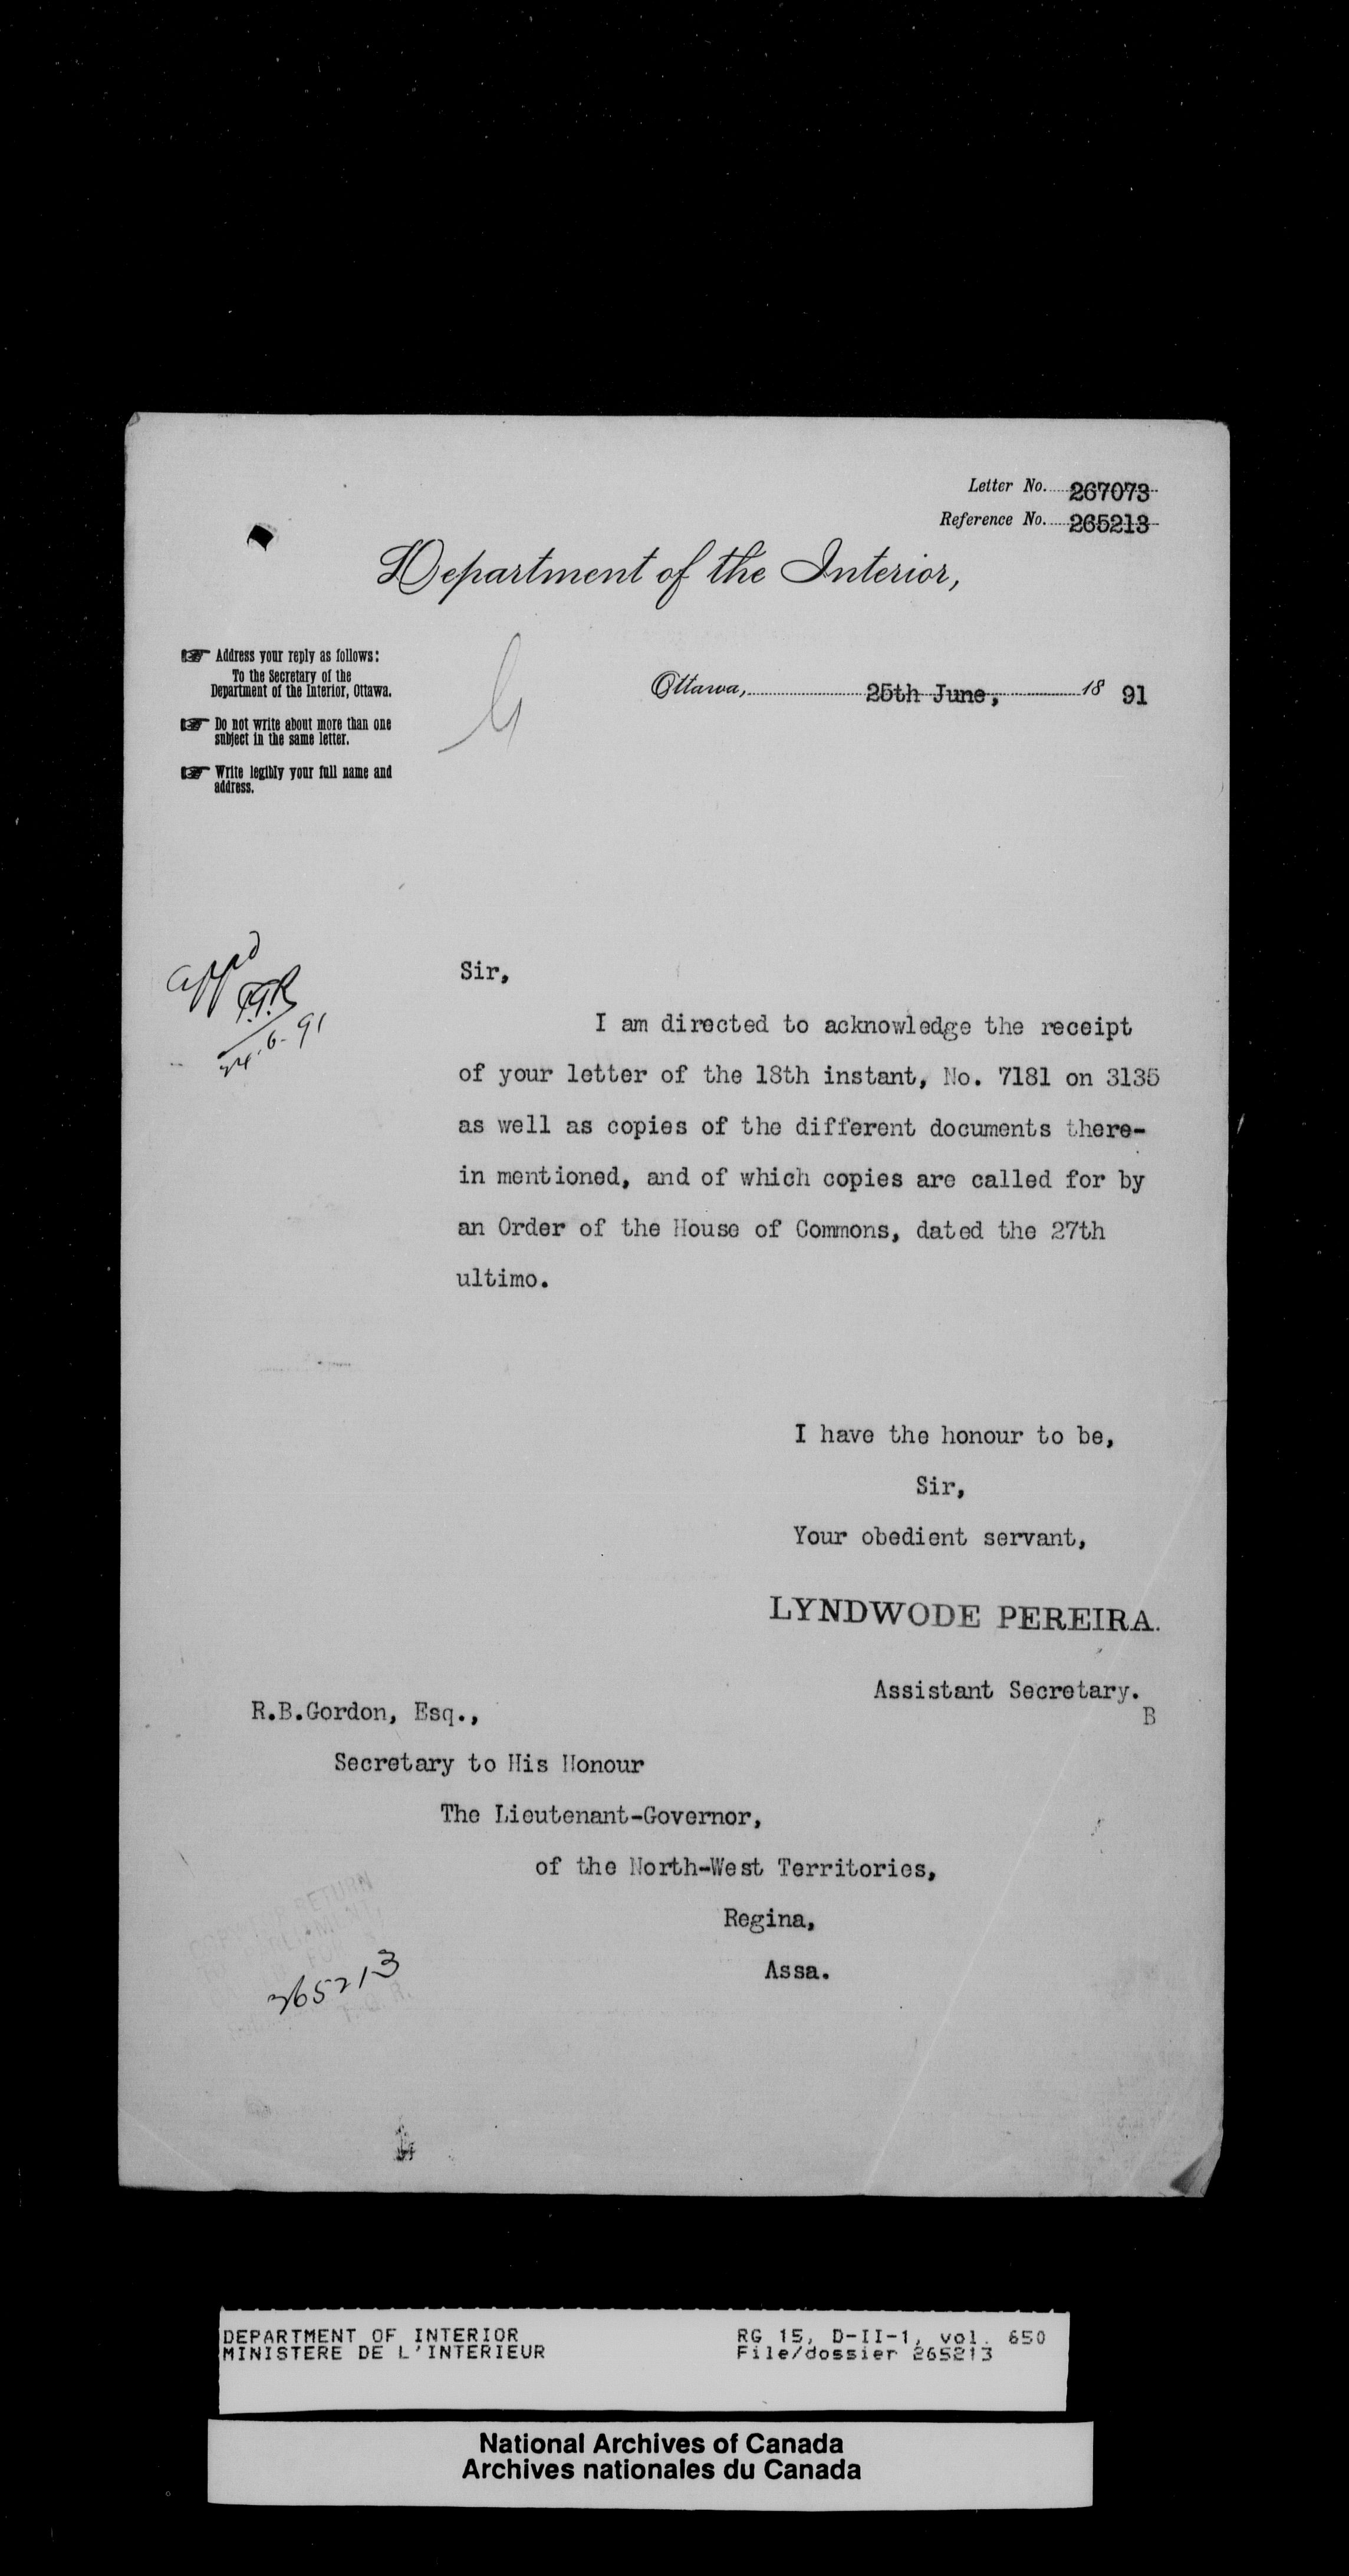 Letter No. 267073
Reference No. 265213
Department of the Interior,
Address your reply as follows:
To the Secretary of the
Department of the Interior, Ottawa.
Do not write about more than one
subject in the same letter.
Write legibly your full name and
address.
Ottawa, 25th June, 18 91
appd
24.6.91
Sir,
I am directed to acknowledge the receipt
of your letter of the 18th instant, No. 7181 on 3135
as well as copies of the different documents there-
in mentioned, and of which copies are called for by
an Order of the House of Commons, dated the 27th
ultimo.
I have the honour to be,
Sir,
Your obedient servant,
LYNDWODE PEREIRA.
Assistant Secretary.
B
R.B.Gordon, Esq.,
Secretary to His Honour
The Lieutenant-Governor,
of the North-West Territories,
Regina,
Assa.
RETURN
265213
DEPARTMENT OF INTERIOR
MINISTERE DE L'INTERIEUR
RG 15, D-II-1, vol. 650
File/dossier 265213
National Archives of Canada
Archives nationales du Canada